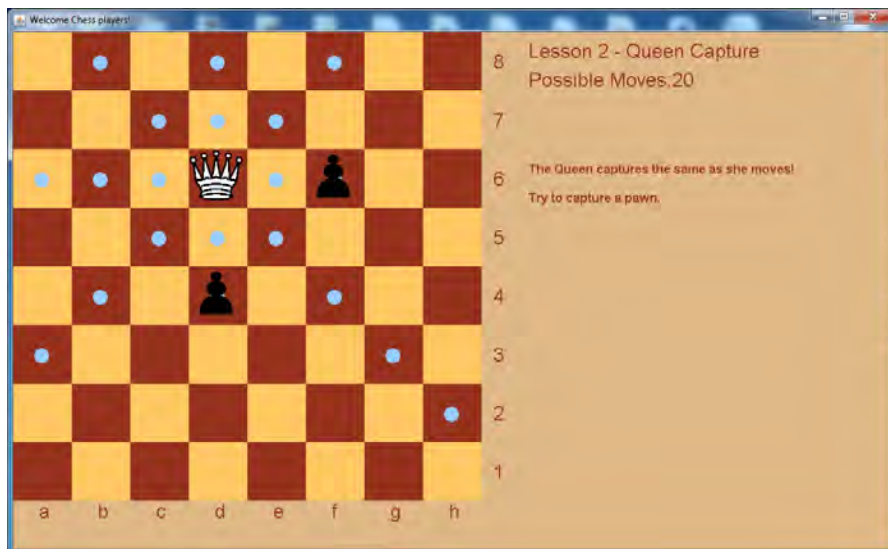 Welcome Chess players!
8 Lesson 2 - Queen Capture
Possible Moves,20
7
6 The Queen captures the same as she moves!
Try to capture a pawn.
5
4
3
2
1
a b c d e f g h